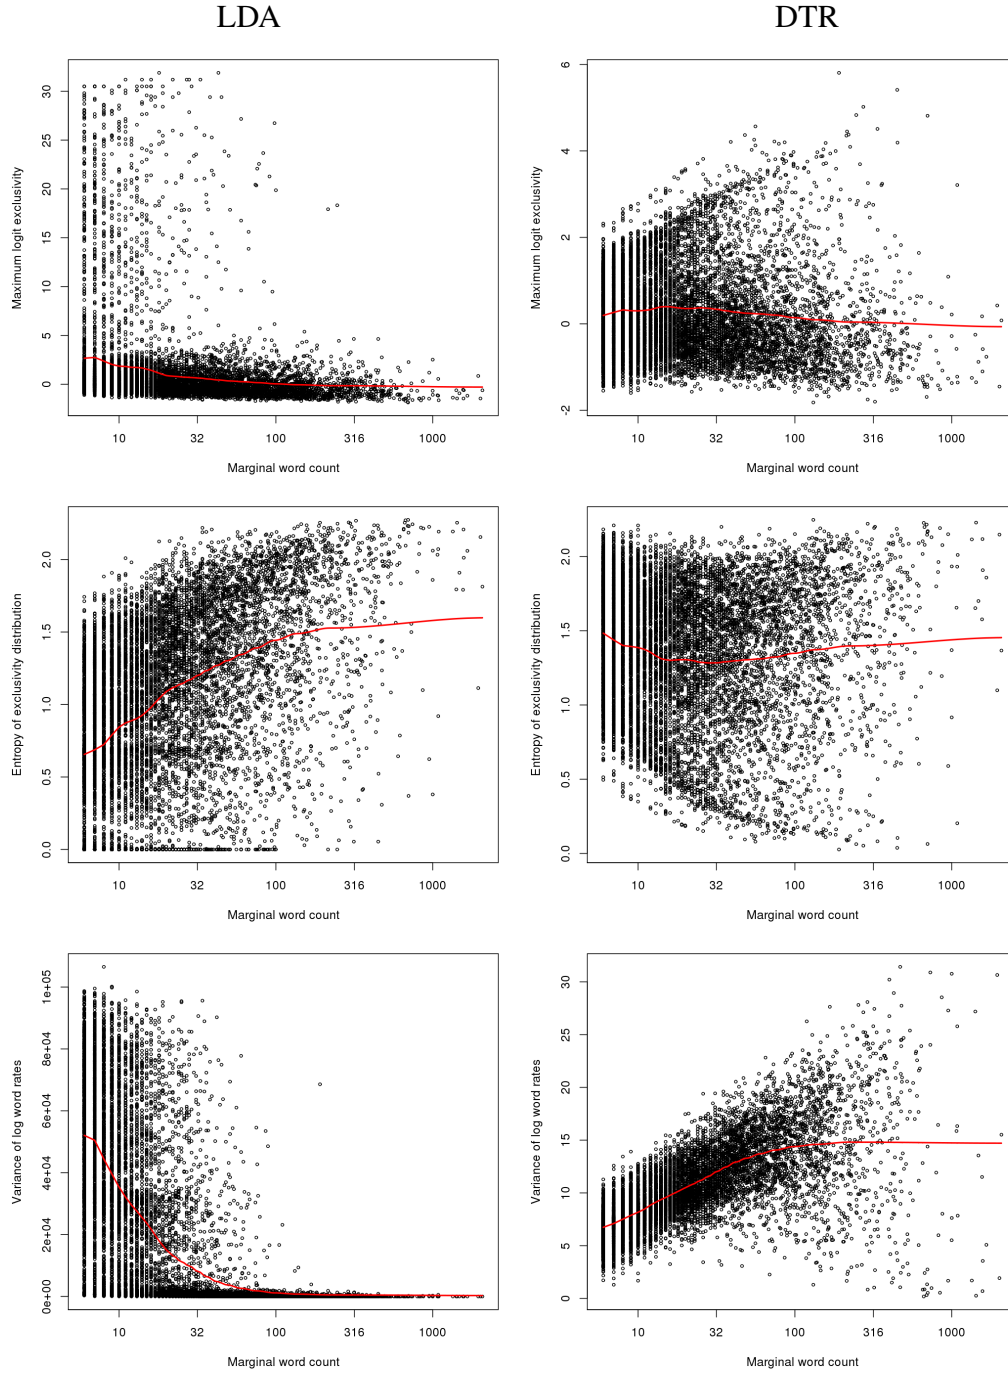 LDA
DTR
Maximum logit exclusivity
30
25
20
15
10
5
0
10 32 100 316 1000
Marginal word count
Maximum logit exclusivity
6
4
2
0
-2
10 32 100 316 1000
Marginal word count
Entropy of exclusivity distribution
2.0
1.5
1.0
0.5
0.0
10 32 100 316 1000
Marginal word count
Entropy of exclusivity distribution
2.0
1.5
1.0
0.5
0.0
10 32 100 316 1000
Marginal word count
Variance of log word rates
1e+05
8e+04
6e+04
4e+04
2e+04
0e+00
10 32 100 316 1000
Marginal word count
Variance of log word rates
30
25
20
15
10
5
0
10 32 100 316 1000
Marginal word count